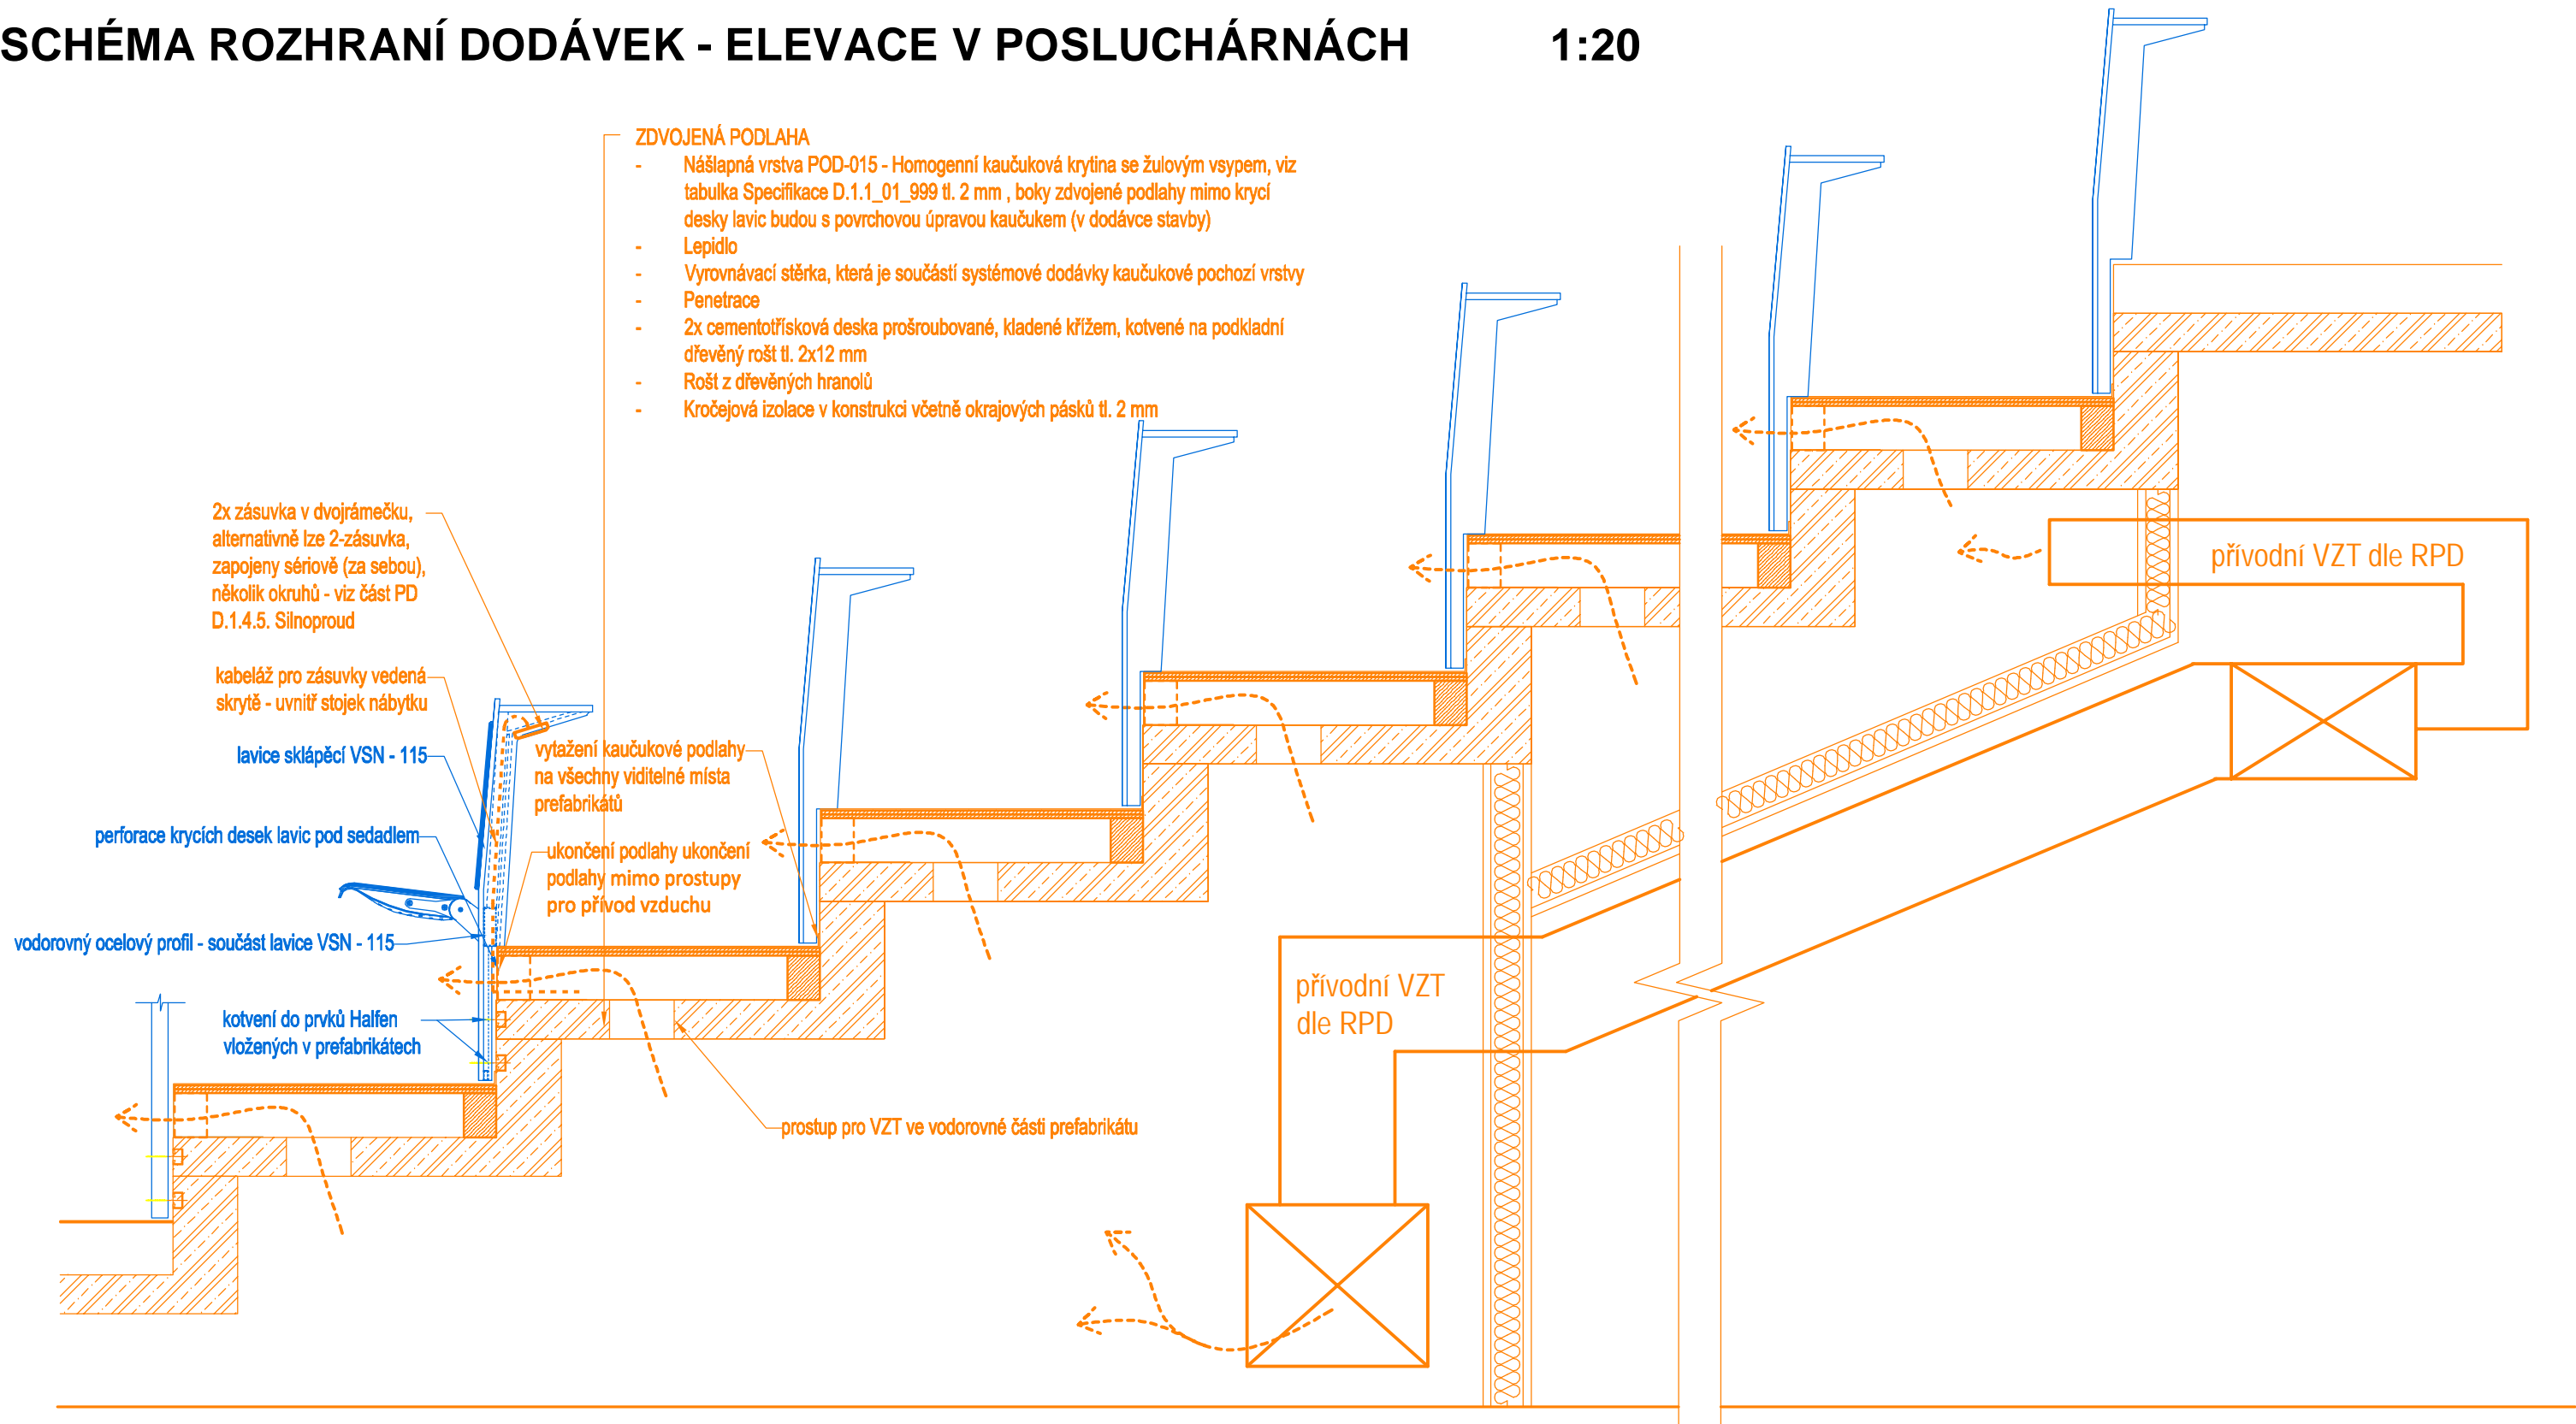 SCHÉMA ROZHRANÍ DODÁVEK - ELEVACE V POSLUCHÁRNÁCH 1:20
ZDVOJENÁ PODLAHA
- Nášlapná vrstva POD-015 - Homogenní kaučuková krytina se žulovým vsypem, viz
tabulka Specifikace D.1.1_01_999 tl. 2 mm , boky zdvojené podlahy mimo krycí
desky lavic budou s povrchovou úpravou kaučukem (v dodávce stavby)
- Lepidlo
- Vyrovnávací stěrka, která je součástí systémové dodávky kaučukové pochozí vrstvy
- Penetrace
- 2x cementotřísková deska prošroubované, kladené křížem, kotvené na podkladní
dřevěný rošt tl. 2x12 mm
- Rošt z dřevěných hranolů
- Kročejová izolace v konstrukci včetně okrajových pásků tl. 2 mm
2x zásuvka v dvojrámečku,
alternativně lze 2-zásuvka,
zapojeny sériově (za sebou),
několik okruhů - viz část PD
D.1.4.5. Silnoproud
kabeláž pro zásuvky vedená
skrytě - uvnitř stojek nábytku
lavice sklápěcí VSN - 115
perforace krycích desek lavic pod sedadlem
vodorovný ocelový profil - součást lavice VSN - 115
kotvení do prvků Halfen
vložených v prefabrikátech
vytažení kaučukové podlahy
na všechny viditelné místa
prefabrikátů
ukončení podlahy ukončení
podlahy mimo prostupy
pro přívod vzduchu
prostup pro VZT ve vodorovné části prefabrikátu
přívodní VZT
dle RPD
přívodní VZT dle RPD